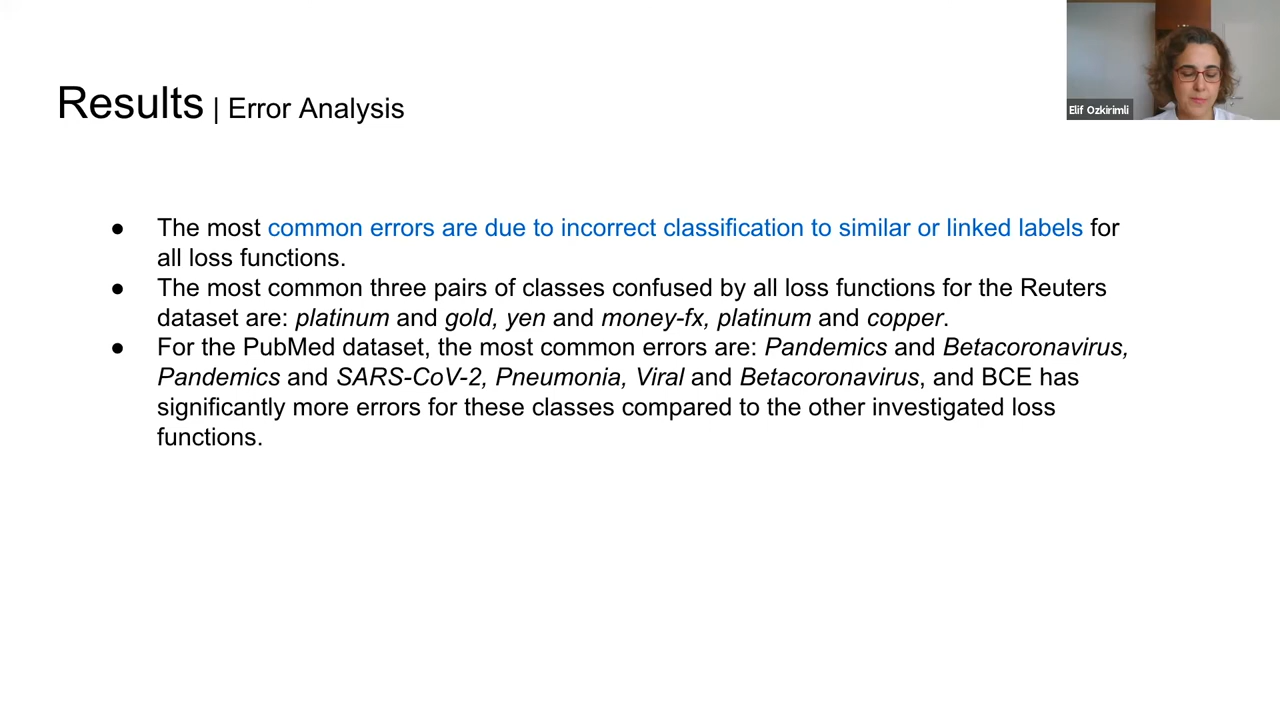 Elif Ozkirimli
Results | Error Analysis
● The most common errors are due to incorrect classification to similar or linked labels for
all loss functions.
● The most common three pairs of classes confused by all loss functions for the Reuters
dataset are: platinum and gold, yen and money-fx, platinum and copper.
● For the PubMed dataset, the most common errors are: Pandemics and Betacoronavirus,
Pandemics and SARS-CoV-2, Pneumonia, Viral and Betacoronavirus, and BCE has
significantly more errors for these classes compared to the other investigated loss
functions.